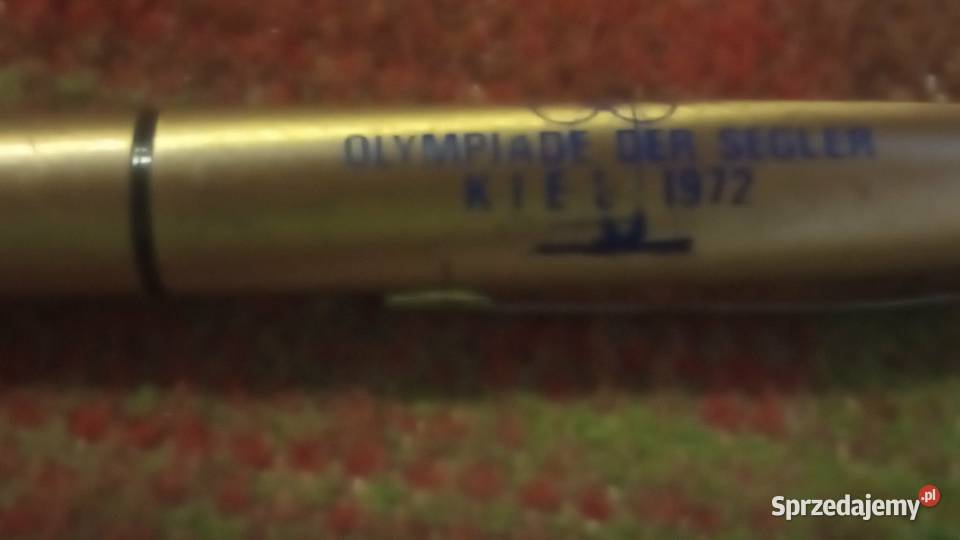 OLYMPIADE DER SEGLER
KIEL 1972
Sprzedajemy.pl